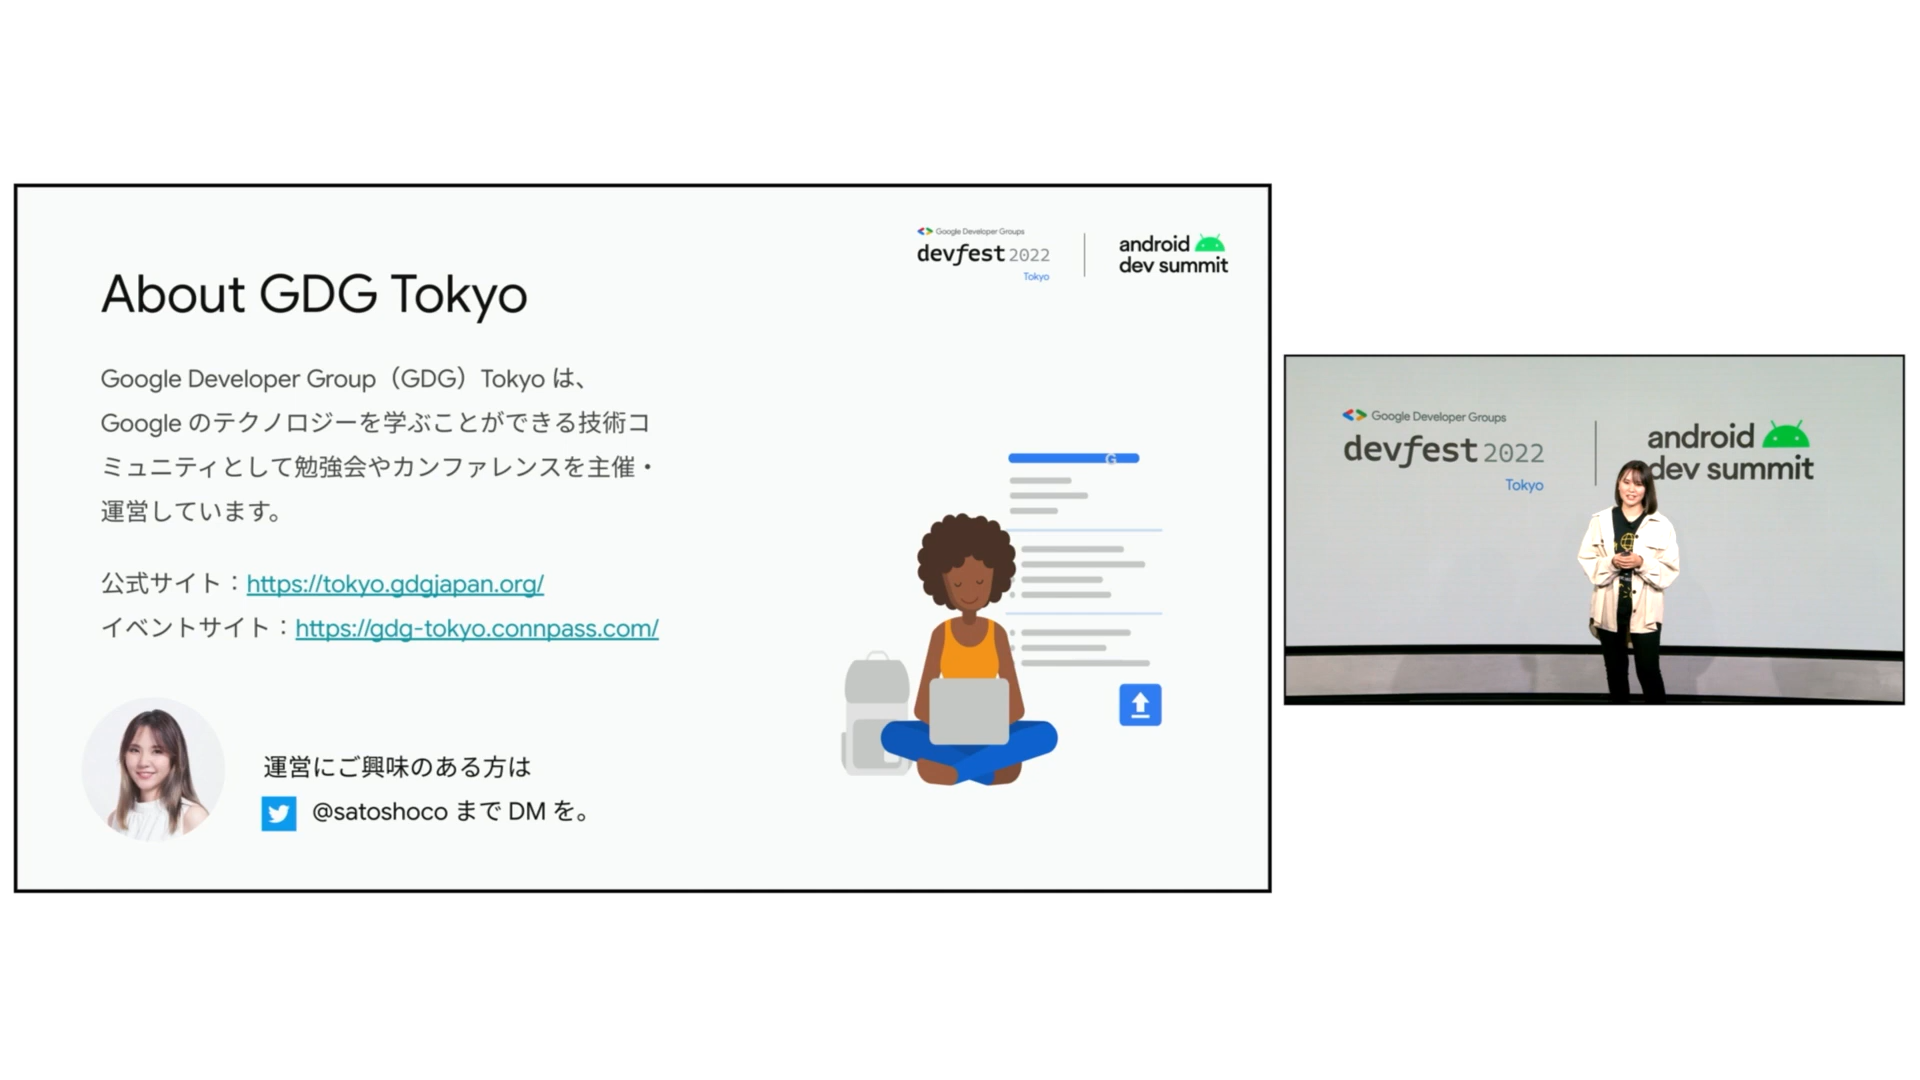 Google Developer Groups
devfest 2022
Tokyo
android
dev summit
About GDG Tokyo
Google Developer Group（GDG）Tokyo は、
Google のテクノロジーを学ぶことができる技術コ
ミュニティとして勉強会やカンファレンスを主催・
運営しています。
公式サイト：https://tokyo.gdgjapan.org/
イベントサイト：https://gdg-tokyo.connpass.com/
運営にご興味のある方は
@satoshoco まで DM を。
G
Google Developer Groups
devfest 2022
Tokyo
android
dev summit